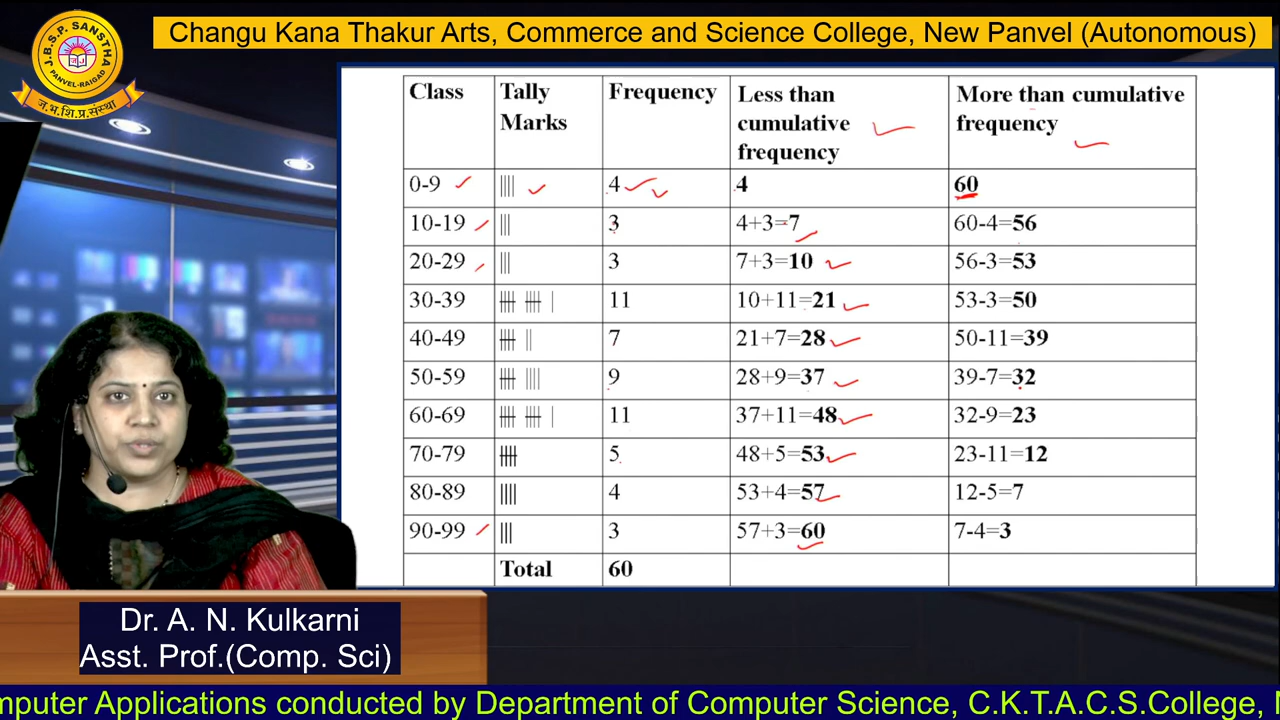 Changu Kana Thakur Arts, Commerce and Science College, New Panvel (Autonomous)
J.B.S.P. SANSTHA
PANVEL-RAIGAD
ज.भ.शि.प्र.संस्था
Class Tally Marks Frequency Less than cumulative frequency More than cumulative frequency
0-9 |||| 4 4 60
10-19 ||| 3 4+3=7 60-4=56
20-29 ||| 3 7+3=10 56-3=53
30-39 11 10+11=21 53-3=50
40-49 7 21+7=28 50-11=39
50-59 9 28+9=37 39-7=32
60-69 11 37+11=48 32-9=23
70-79 5 48+5=53 23-11=12
80-89 |||| 4 53+4=57 12-5=7
90-99 ||| 3 57+3=60 7-4=3
Total 60
Dr. A. N. Kulkarni
Asst. Prof.(Comp. Sci)
mputer Applications conducted by Department of Computer Science, C.K.T.A.C.S.College,